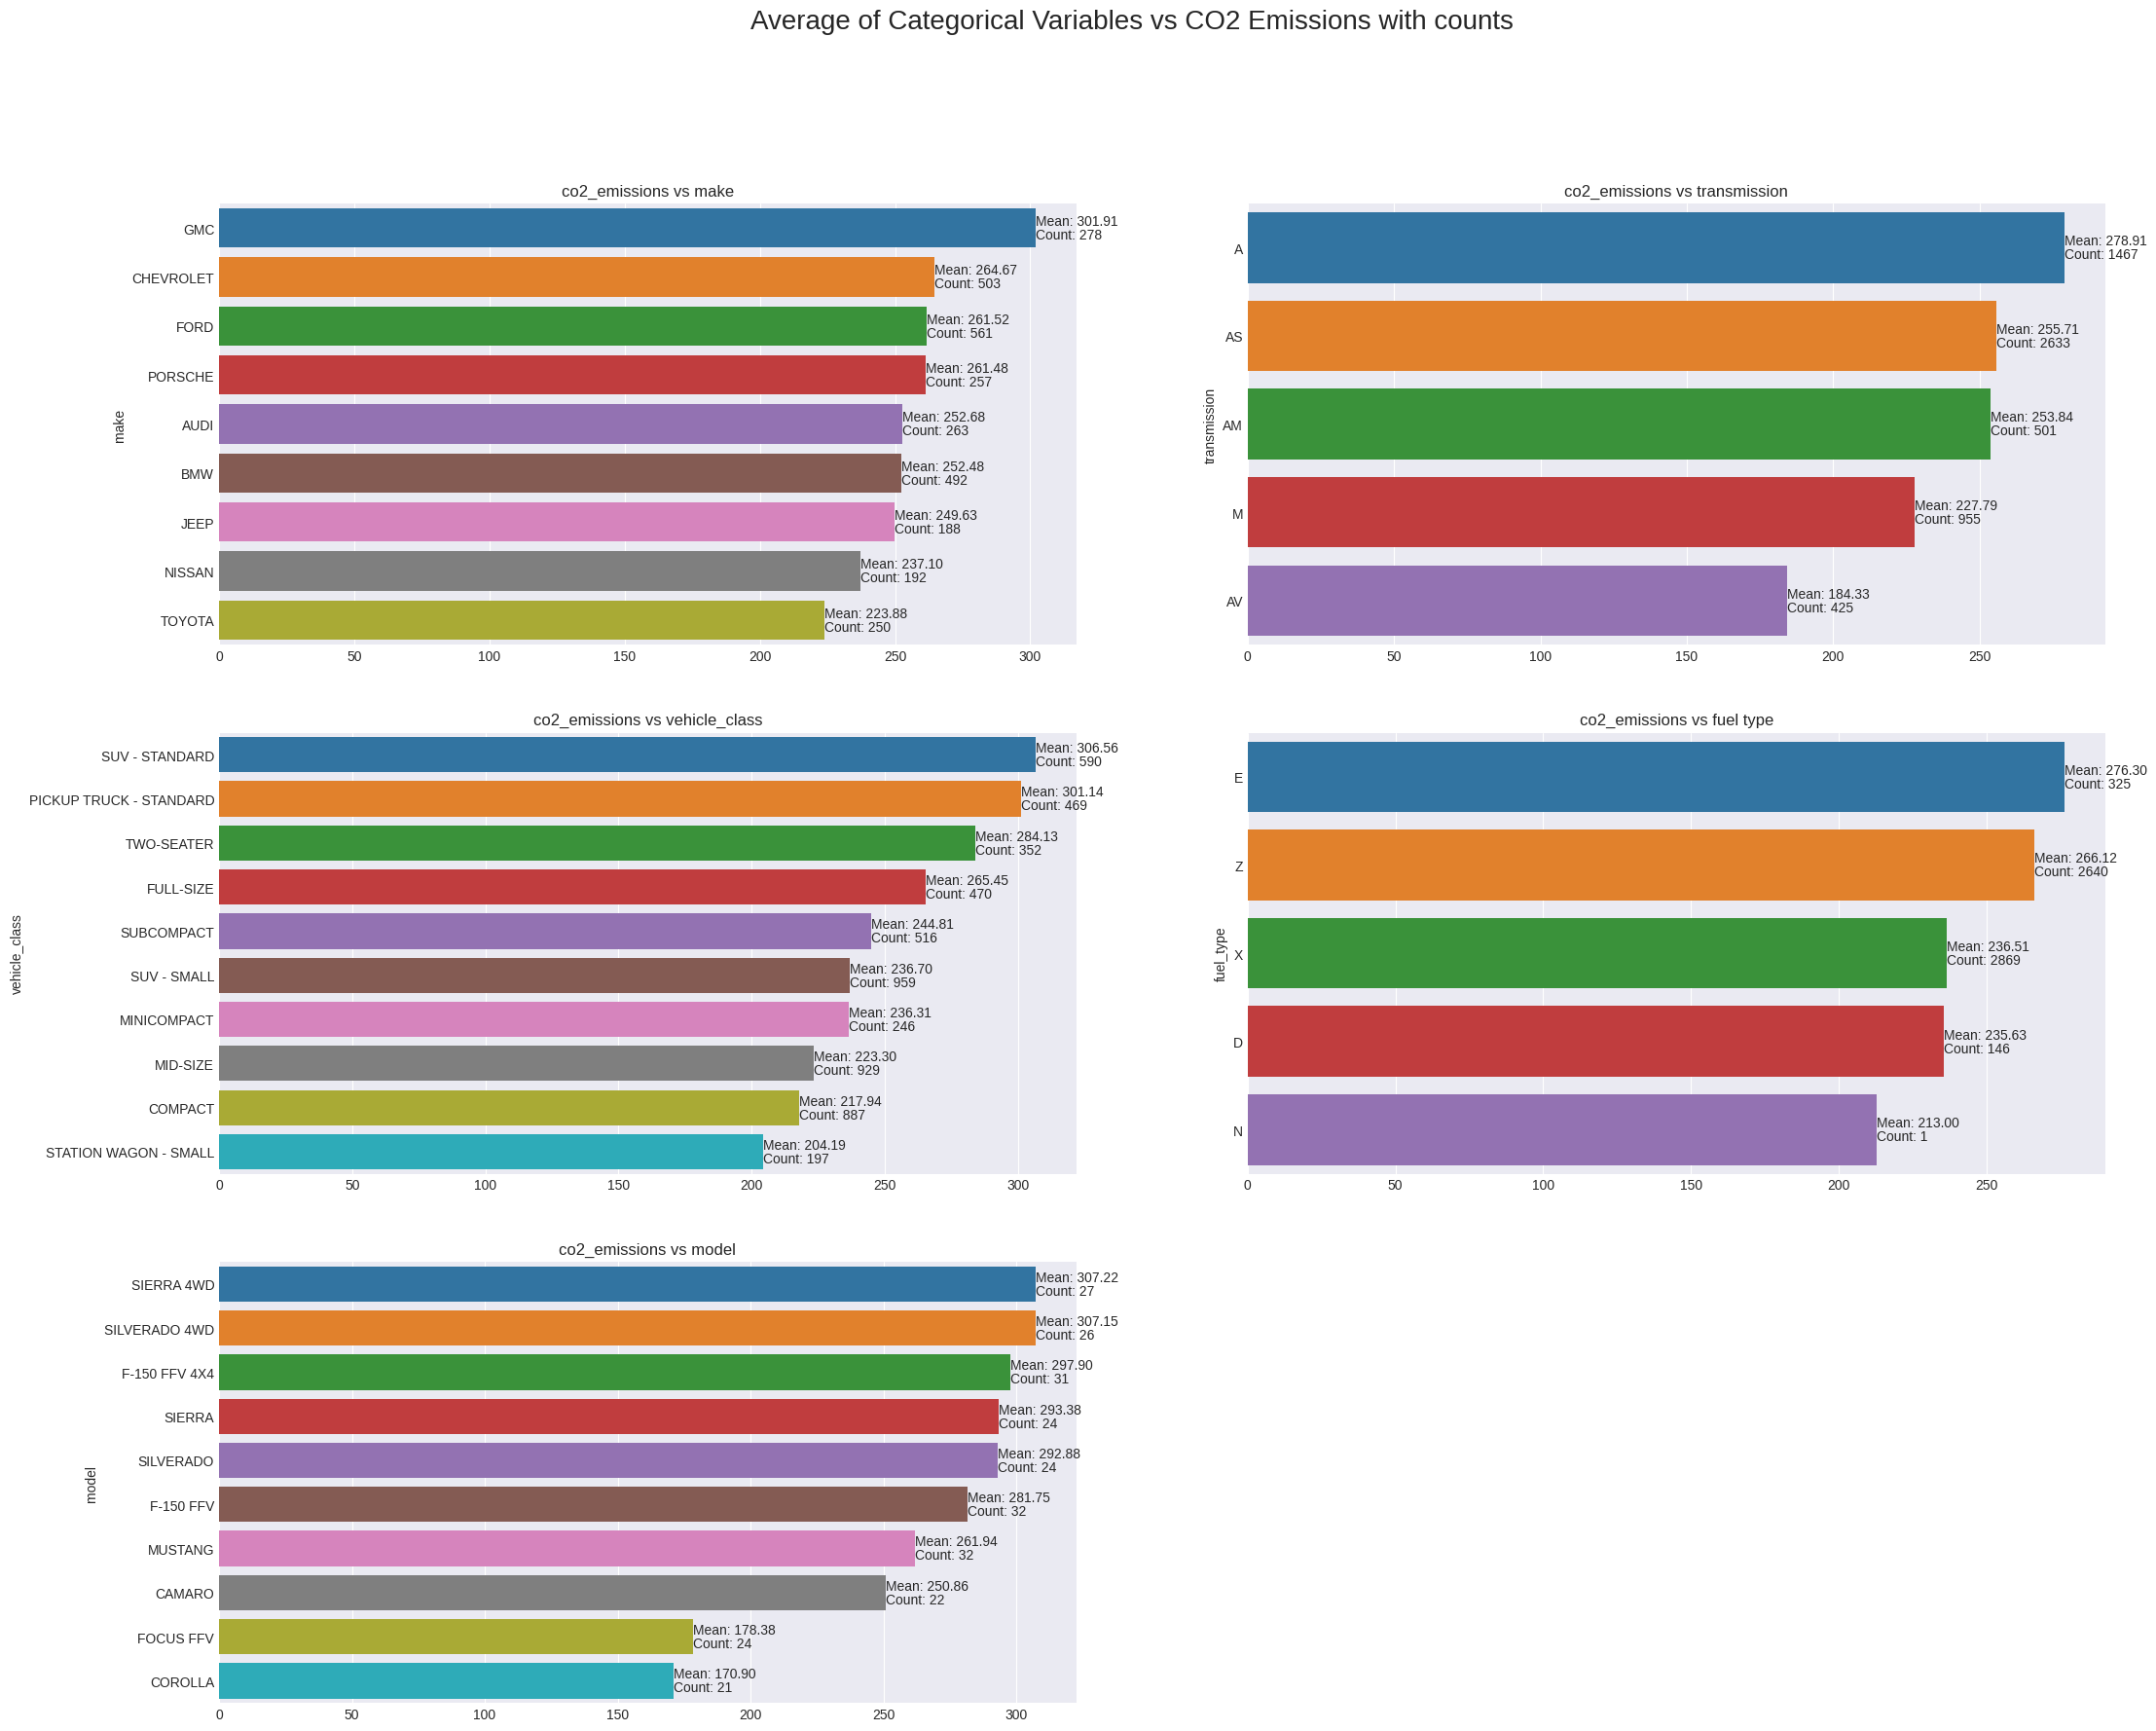 Average of Categorical Variables vs CO2 Emissions with counts
co2_emissions vs make
make
GMC
Mean: 301.91
Count: 278
CHEVROLET
Mean: 264.67
Count: 503
FORD
Mean: 261.52
Count: 561
PORSCHE
Mean: 261.48
Count: 257
AUDI
Mean: 252.68
Count: 263
BMW
Mean: 252.48
Count: 492
JEEP
Mean: 249.63
Count: 188
NISSAN
Mean: 237.10
Count: 192
TOYOTA
Mean: 223.88
Count: 250
0 50 100 150 200 250 300
co2_emissions vs transmission
transmission
A
Mean: 278.91
Count: 1467
AS
Mean: 255.71
Count: 2633
AM
Mean: 253.84
Count: 501
M
Mean: 227.79
Count: 955
AV
Mean: 184.33
Count: 425
0 50 100 150 200 250
co2_emissions vs vehicle_class
vehicle_class
SUV - STANDARD
Mean: 306.56
Count: 590
PICKUP TRUCK - STANDARD
Mean: 301.14
Count: 469
TWO-SEATER
Mean: 284.13
Count: 352
FULL-SIZE
Mean: 265.45
Count: 470
SUBCOMPACT
Mean: 244.81
Count: 516
SUV - SMALL
Mean: 236.70
Count: 959
MINICOMPACT
Mean: 236.31
Count: 246
MID-SIZE
Mean: 223.30
Count: 929
COMPACT
Mean: 217.94
Count: 887
STATION WAGON - SMALL
Mean: 204.19
Count: 197
0 50 100 150 200 250 300
co2_emissions vs fuel type
fuel_type
E
Mean: 276.30
Count: 325
Z
Mean: 266.12
Count: 2640
X
Mean: 236.51
Count: 2869
D
Mean: 235.63
Count: 146
N
Mean: 213.00
Count: 1
0 50 100 150 200 250
co2_emissions vs model
model
SIERRA 4WD
Mean: 307.22
Count: 27
SILVERADO 4WD
Mean: 307.15
Count: 26
F-150 FFV 4X4
Mean: 297.90
Count: 31
SIERRA
Mean: 293.38
Count: 24
SILVERADO
Mean: 292.88
Count: 24
F-150 FFV
Mean: 281.75
Count: 32
MUSTANG
Mean: 261.94
Count: 32
CAMARO
Mean: 250.86
Count: 22
FOCUS FFV
Mean: 178.38
Count: 24
COROLLA
Mean: 170.90
Count: 21
0 50 100 150 200 250 300